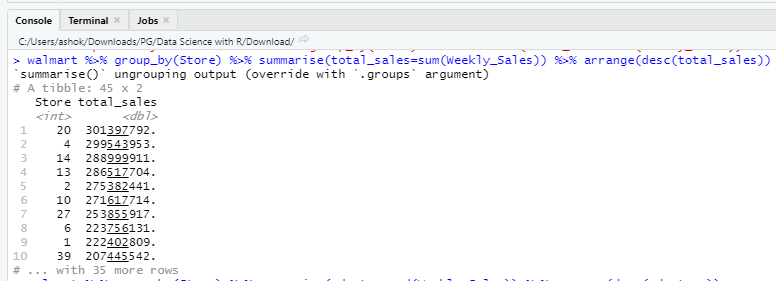 Console Terminal × Jobs ×
C:/Users/ashok/Downloads/PG/Data Science with R/Download/
> walmart %>% group_by(Store) %>% summarise(total_sales=sum(Weekly_Sales)) %>% arrange(desc(total_sales))
`summarise()` ungrouping output (override with `.groups` argument)
# A tibble: 45 x 2
Store total_sales
<int> <dbl>
1 20 301397792.
2 4 299543953.
3 14 288999911.
4 13 286517704.
5 2 275382441.
6 10 271617714.
7 27 253855917.
8 6 223756131.
9 1 222402809.
10 39 207445542.
# ... with 35 more rows